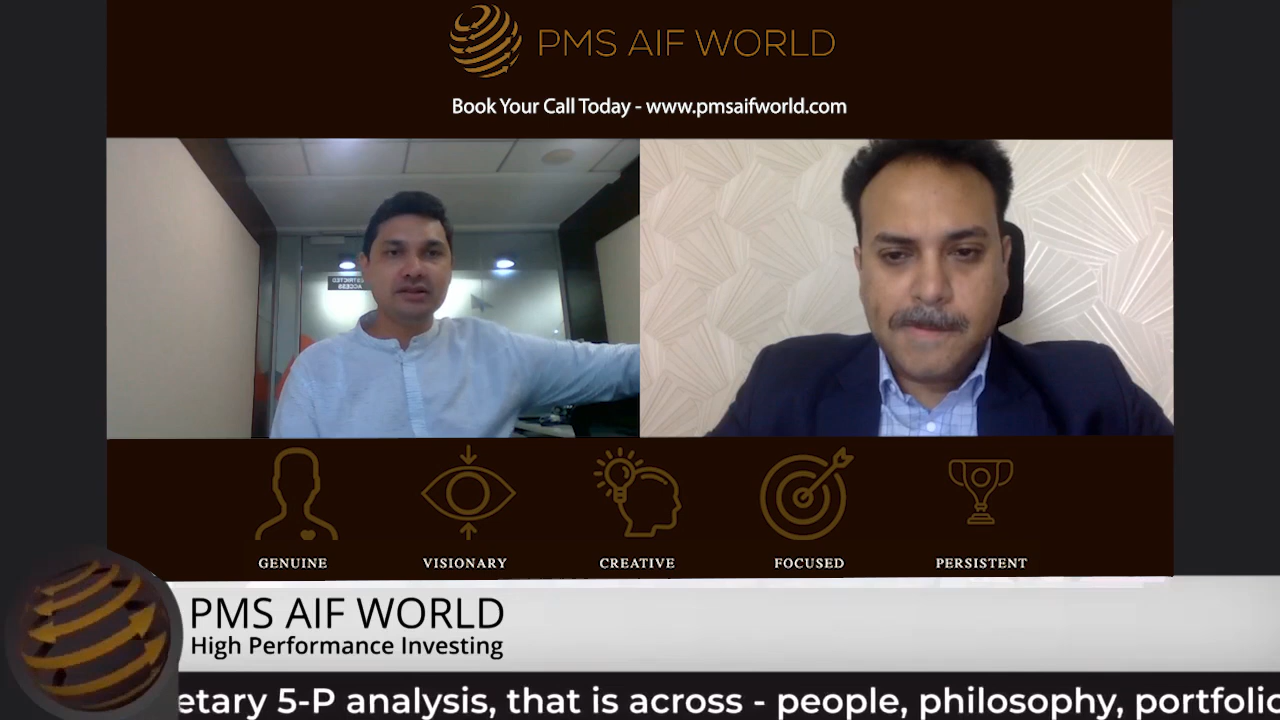 PMS AIF WORLD
Book Your Call Today - www.pmsaifworld.com
GENUINE
VISIONARY
CREATIVE
FOCUSED
PERSISTENT
PMS AIF WORLD
High Performance Investing
etary 5-P analysis, that is across - people, philosophy, portfolio